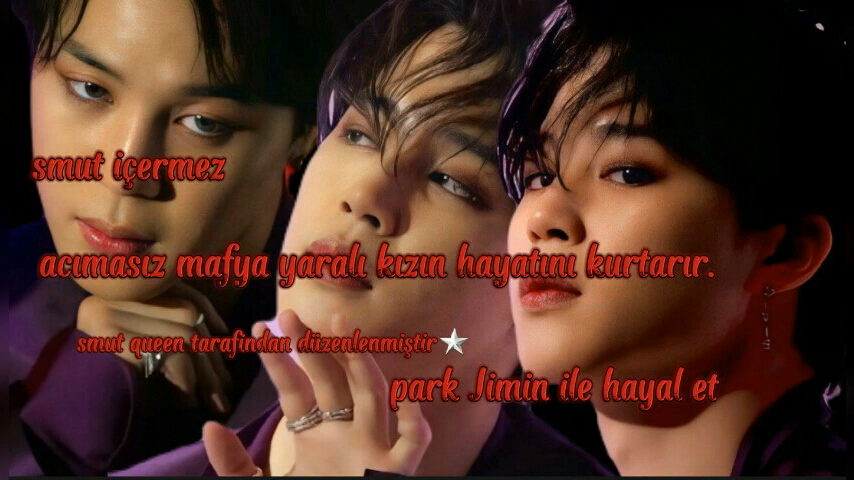 smut içermez
acımasız mafya yaralı kızın hayatını kurtarır.
smut queen tarafından düzenlenmiştir
park Jimin ile hayal et